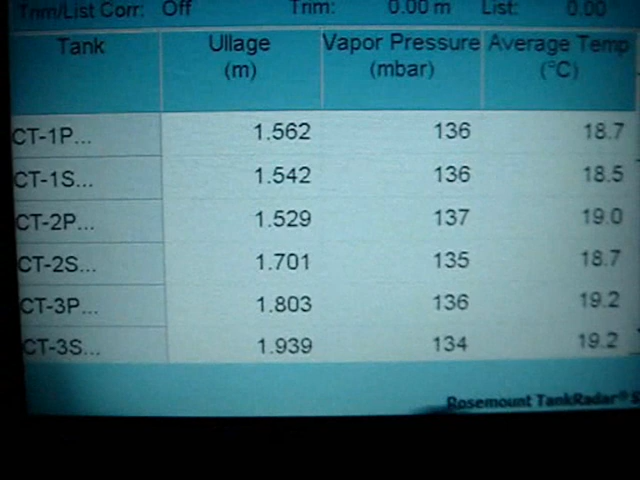 Trim/List Corr: Off Trim: 0.00 m List: 0.00
Tank Ullage (m) Vapor Pressure (mbar) Average Temp (°C)
CT-1P... 1.562 136 18.7
CT-1S... 1.542 136 18.5
CT-2P... 1.529 137 19.0
CT-2S... 1.701 135 18.7
CT-3P... 1.803 136 19.2
CT-3S... 1.939 134 19.2
Rosemount TankRadar®